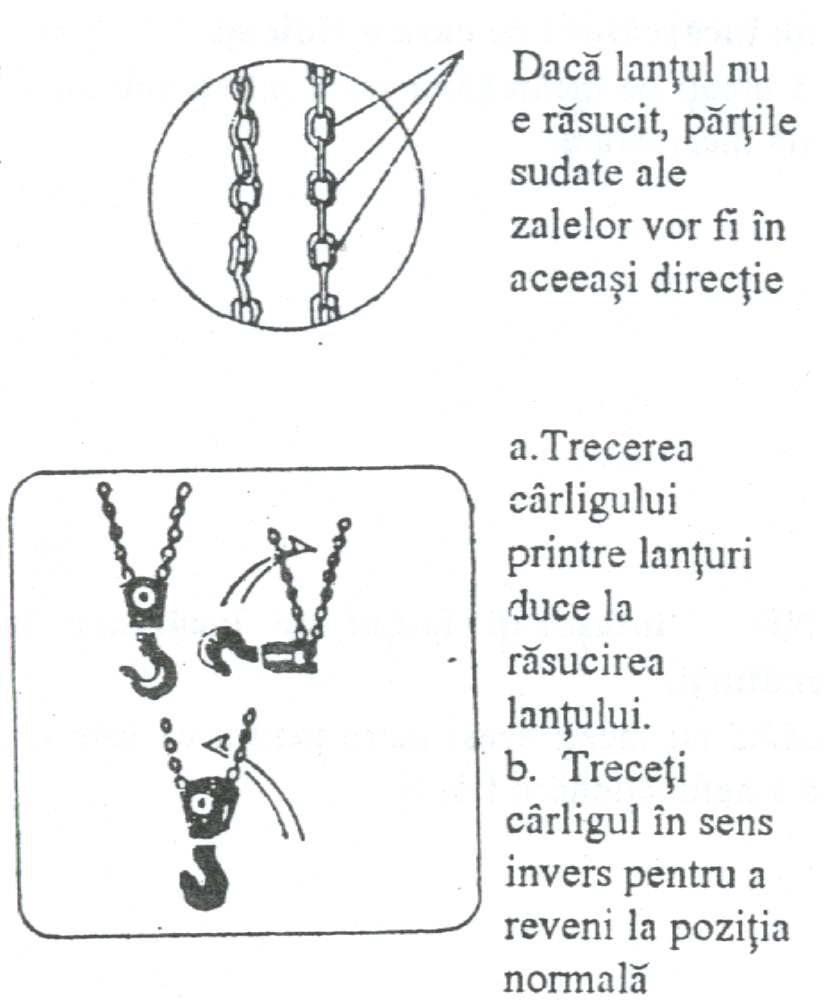 Dacă lanţul nu
e răsucit, părţile
sudate ale
zalelor vor fi în
aceeaşi direcţie
a.Trecerea
cârligului
printre lanţuri
duce la
răsucirea
lanţului.
b. Treceţi
cârligul în sens
invers pentru a
reveni la poziţia
normală